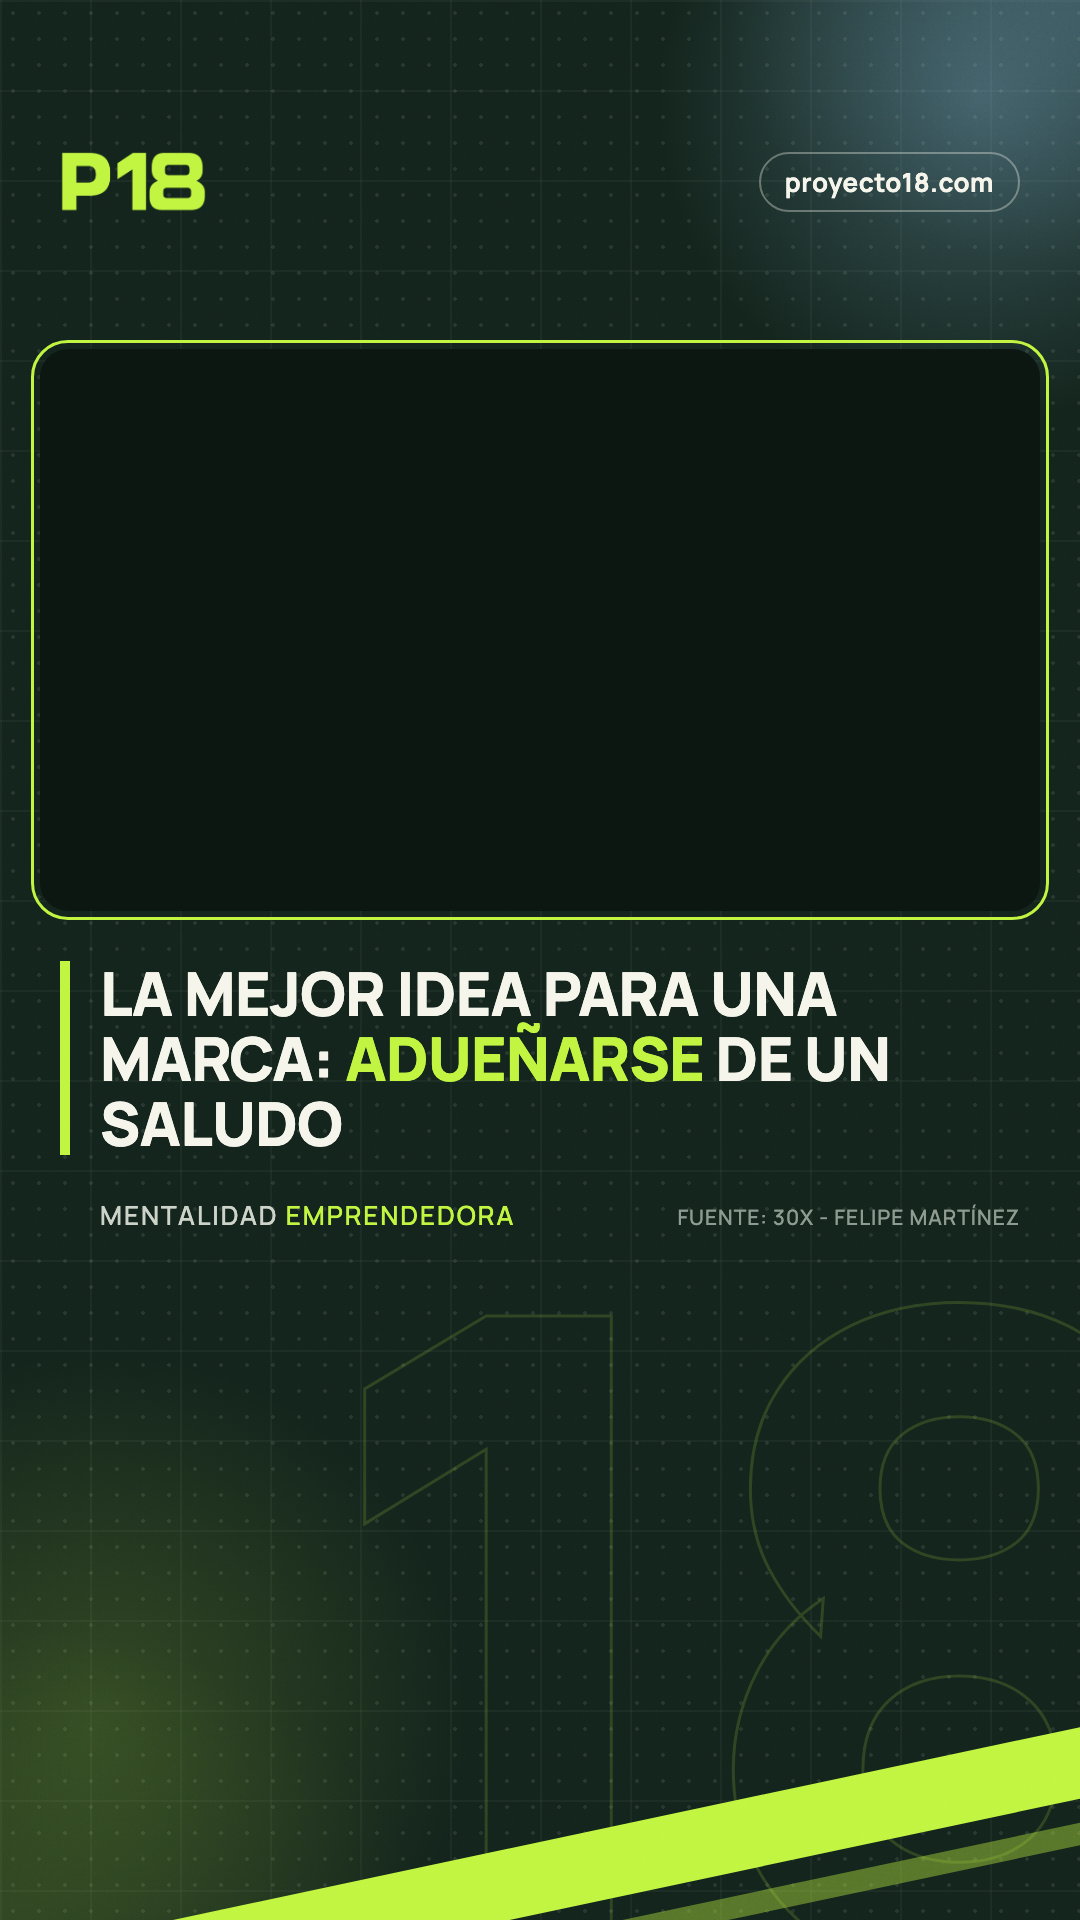 P18
proyecto18.com
LA MEJOR IDEA PARA UNA
MARCA: ADUEÑARSE DE UN
SALUDO
MENTALIDAD EMPRENDEDORA
FUENTE: 30X - FELIPE MARTÍNEZ
18